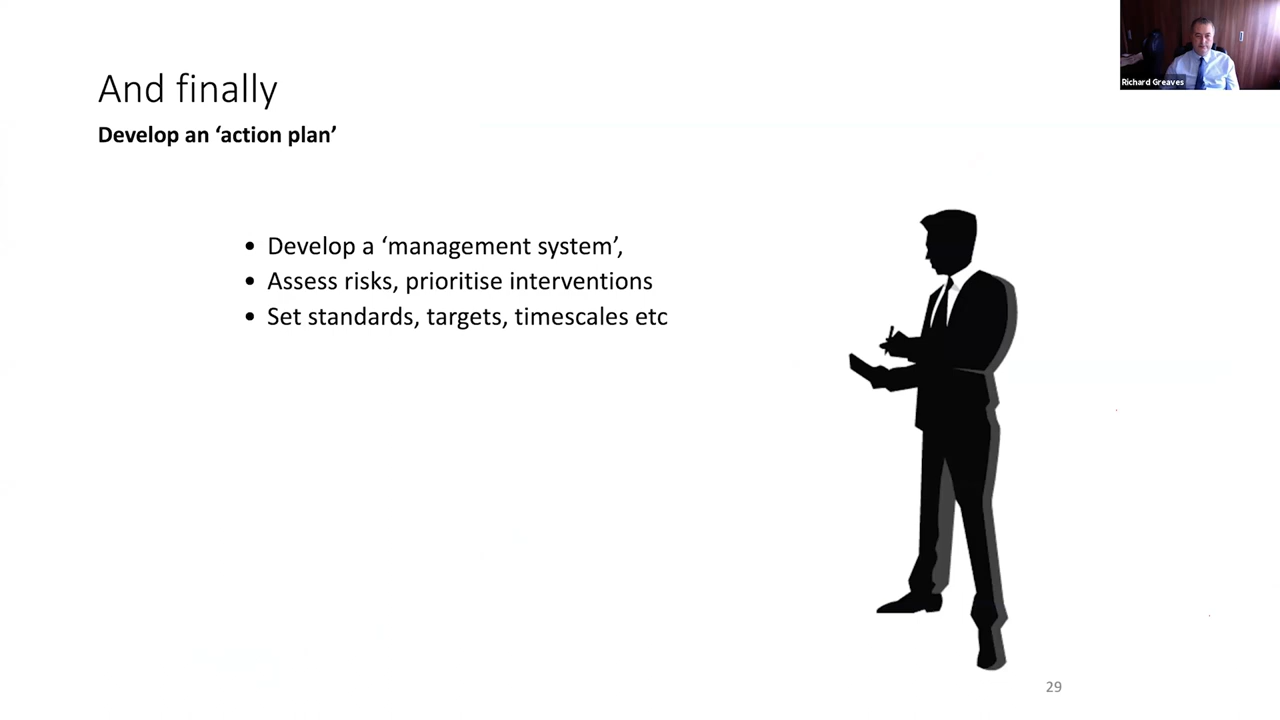 Richard Greaves
And finally
Develop an ‘action plan’
• Develop a ‘management system’,
• Assess risks, prioritise interventions
• Set standards, targets, timescales etc
29